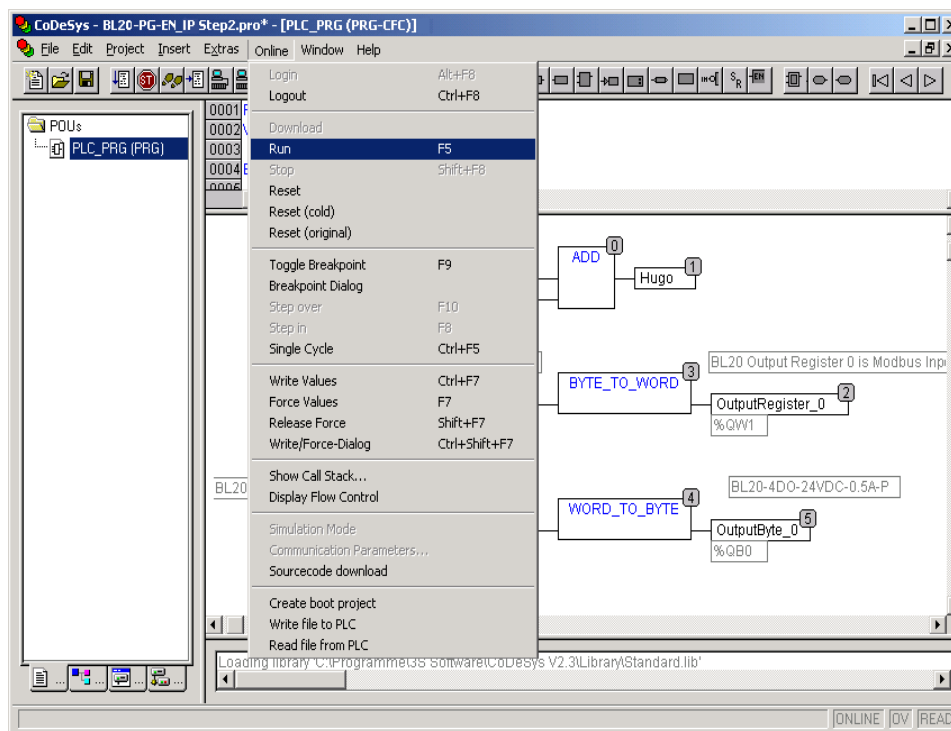 CoDeSys - BL20-PG-EN_IP Step2.pro* - [PLC_PRG (PRG-CFC)]
File Edit Project Insert Extras Online Window Help
Login Alt+F8
Logout Ctrl+F8
Download
Run F5
Stop Shift+F8
Reset
Reset (cold)
Reset (original)
Toggle Breakpoint F9
Breakpoint Dialog
Step over F10
Step in F8
Single Cycle Ctrl+F5
Write Values Ctrl+F7
Force Values F7
Release Force Shift+F7
Write/Force-Dialog Ctrl+Shift+F7
Show Call Stack...
Display Flow Control
Simulation Mode
Communication Parameters...
Sourcecode download
Create boot project
Write file to PLC
Read file from PLC
POUs
PLC_PRG (PRG)
0001
0002
0003
0004
ADD 0
Hugo 1
BL20 Output Register 0 is Modbus Inp
BYTE_TO_WORD 3
OutputRegister_0 2
%QW1
BL20
BL20-4DO-24VDC-0.5A-P
WORD_TO_BYTE 4
OutputByte_0 5
%QB0
Loading library 'C:\Programme\3S Software\CoDeSys V2.3\Library\Standard.lib'
ONLINE OV READ